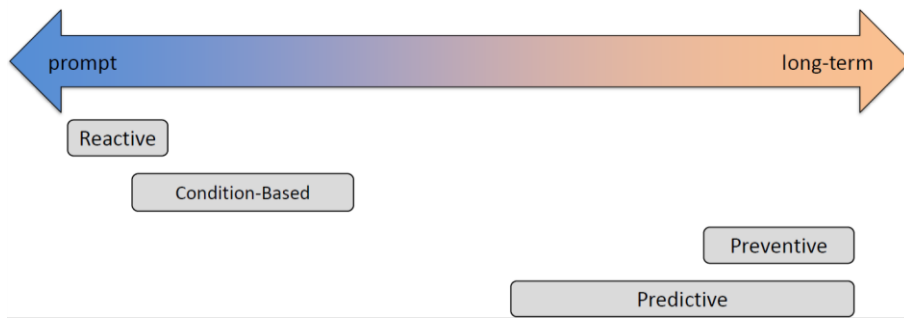 prompt
long-term
Reactive
Condition-Based
Preventive
Predictive